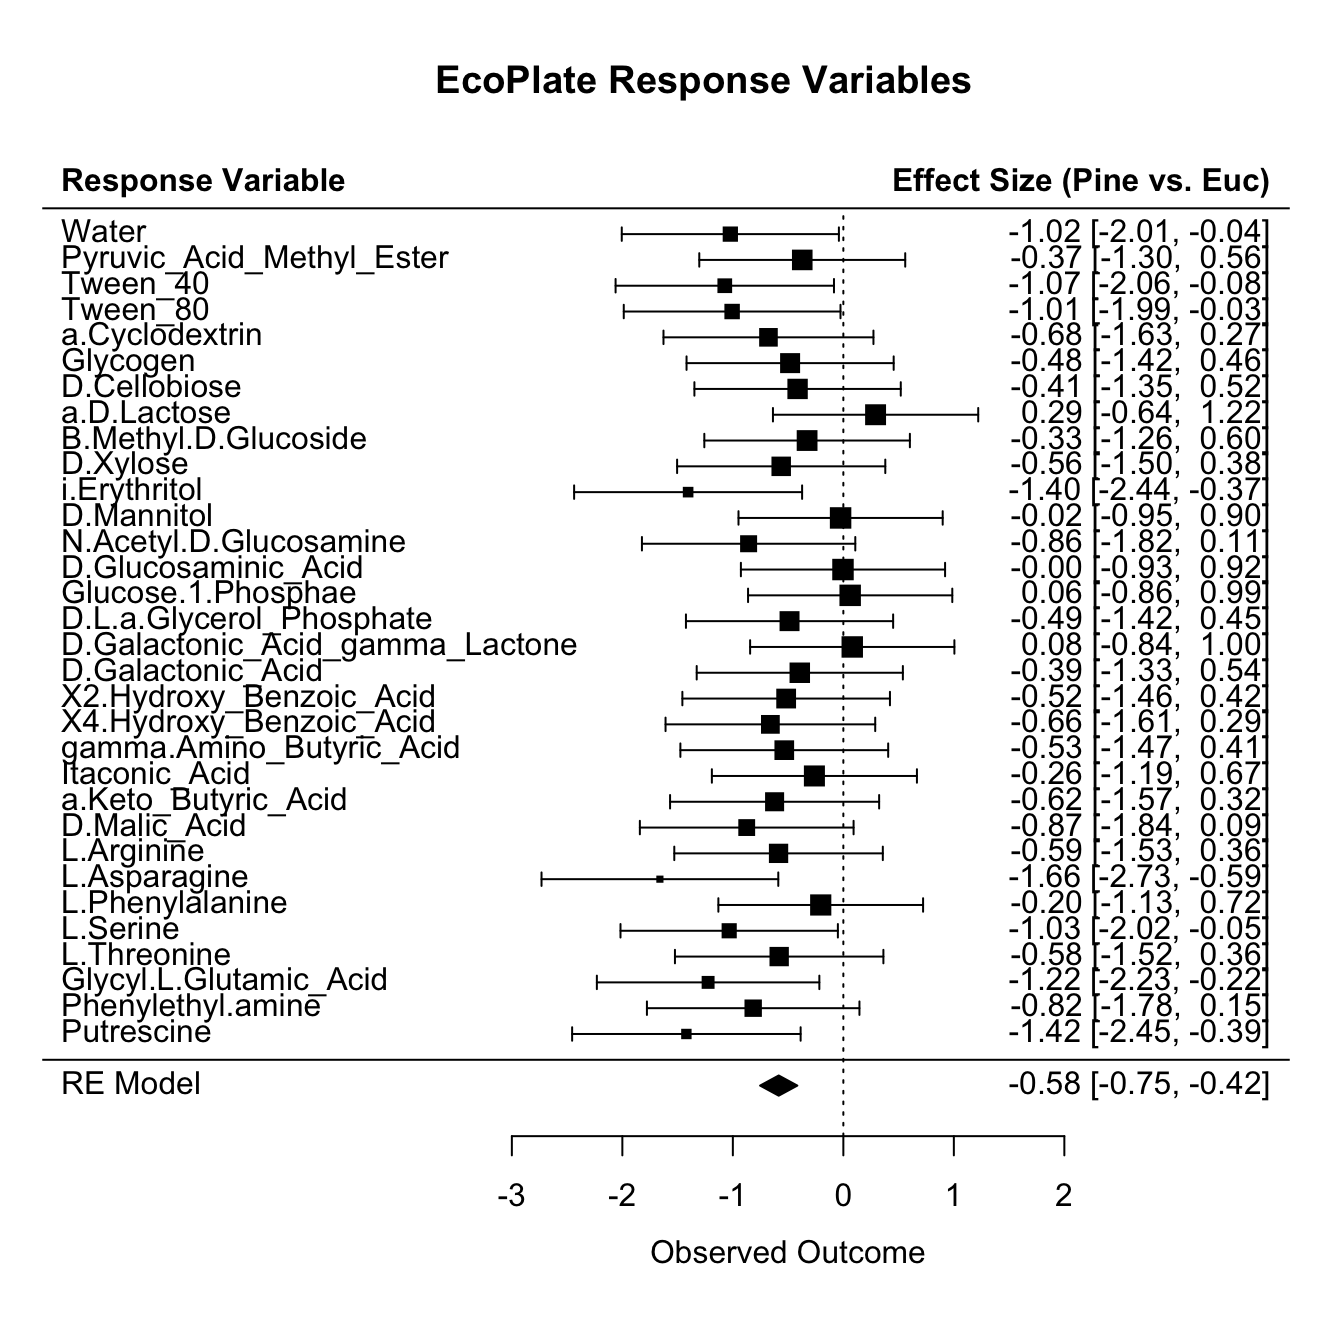 EcoPlate Response Variables
Response Variable Effect Size (Pine vs. Euc)
Water -1.02 [-2.01, -0.04]
Pyruvic_Acid_Methyl_Ester -0.37 [-1.30, 0.56]
Tween_40 -1.07 [-2.06, -0.08]
Tween_80 -1.01 [-1.99, -0.03]
a.Cyclodextrin -0.68 [-1.63, 0.27]
Glycogen -0.48 [-1.42, 0.46]
D.Cellobiose -0.41 [-1.35, 0.52]
a.D.Lactose 0.29 [-0.64, 1.22]
B.Methyl.D.Glucoside -0.33 [-1.26, 0.60]
D.Xylose -0.56 [-1.50, 0.38]
i.Erythritol -1.40 [-2.44, -0.37]
D.Mannitol -0.02 [-0.95, 0.90]
N.Acetyl.D.Glucosamine -0.86 [-1.82, 0.11]
D.Glucosaminic_Acid -0.00 [-0.93, 0.92]
Glucose.1.Phosphae 0.06 [-0.86, 0.99]
D.L.a.Glycerol_Phosphate -0.49 [-1.42, 0.45]
D.Galactonic_Acid_gamma_Lactone 0.08 [-0.84, 1.00]
D.Galactonic_Acid -0.39 [-1.33, 0.54]
X2.Hydroxy_Benzoic_Acid -0.52 [-1.46, 0.42]
X4.Hydroxy_Benzoic_Acid -0.66 [-1.61, 0.29]
gamma.Amino_Butyric_Acid -0.53 [-1.47, 0.41]
Itaconic_Acid -0.26 [-1.19, 0.67]
a.Keto_Butyric_Acid -0.62 [-1.57, 0.32]
D.Malic_Acid -0.87 [-1.84, 0.09]
L.Arginine -0.59 [-1.53, 0.36]
L.Asparagine -1.66 [-2.73, -0.59]
L.Phenylalanine -0.20 [-1.13, 0.72]
L.Serine -1.03 [-2.02, -0.05]
L.Threonine -0.58 [-1.52, 0.36]
Glycyl.L.Glutamic_Acid -1.22 [-2.23, -0.22]
Phenylethyl.amine -0.82 [-1.78, 0.15]
Putrescine -1.42 [-2.45, -0.39]
RE Model -0.58 [-0.75, -0.42]
-3 -2 -1 0 1 2
Observed Outcome